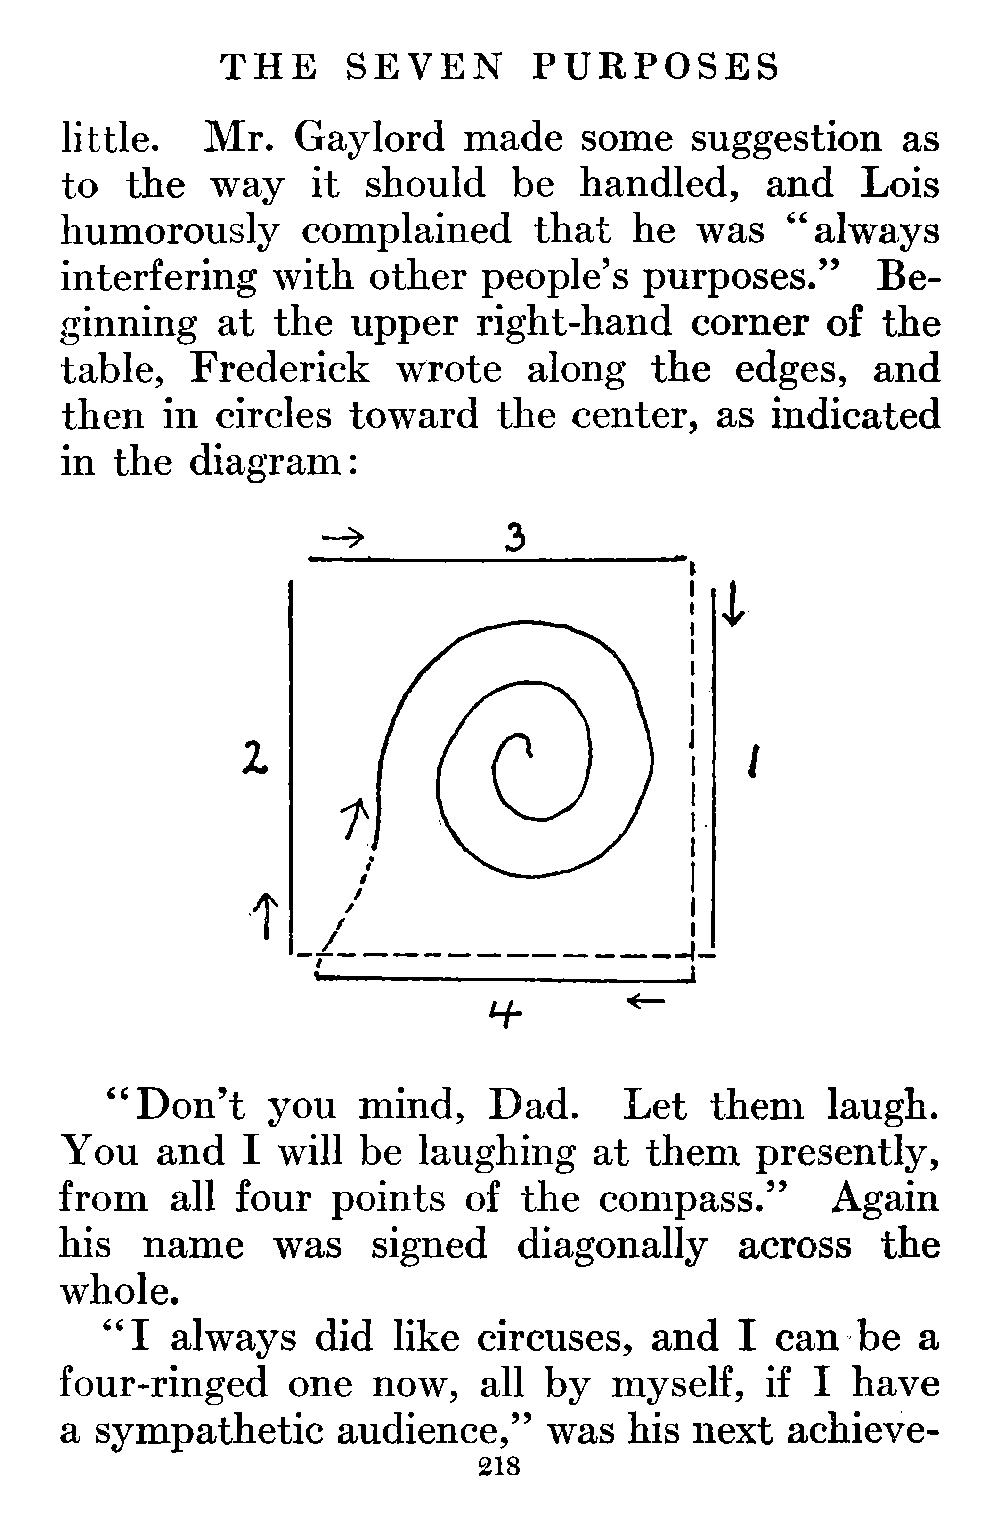 THE SEVEN PURPOSES
little. Mr. Gaylord made some suggestion as
to the way it should be handled, and Lois
humorously complained that he was “always
interfering with other people’s purposes.” Be-
ginning at the upper right-hand corner of the
table, Frederick wrote along the edges, and
then in circles toward the center, as indicated
in the diagram:
3
2
1
4
“Don’t you mind, Dad. Let them laugh.
You and I will be laughing at them presently,
from all four points of the compass.” Again
his name was signed diagonally across the
whole.
“I always did like circuses, and I can be a
four-ringed one now, all by myself, if I have
a sympathetic audience,” was his next achieve-
218